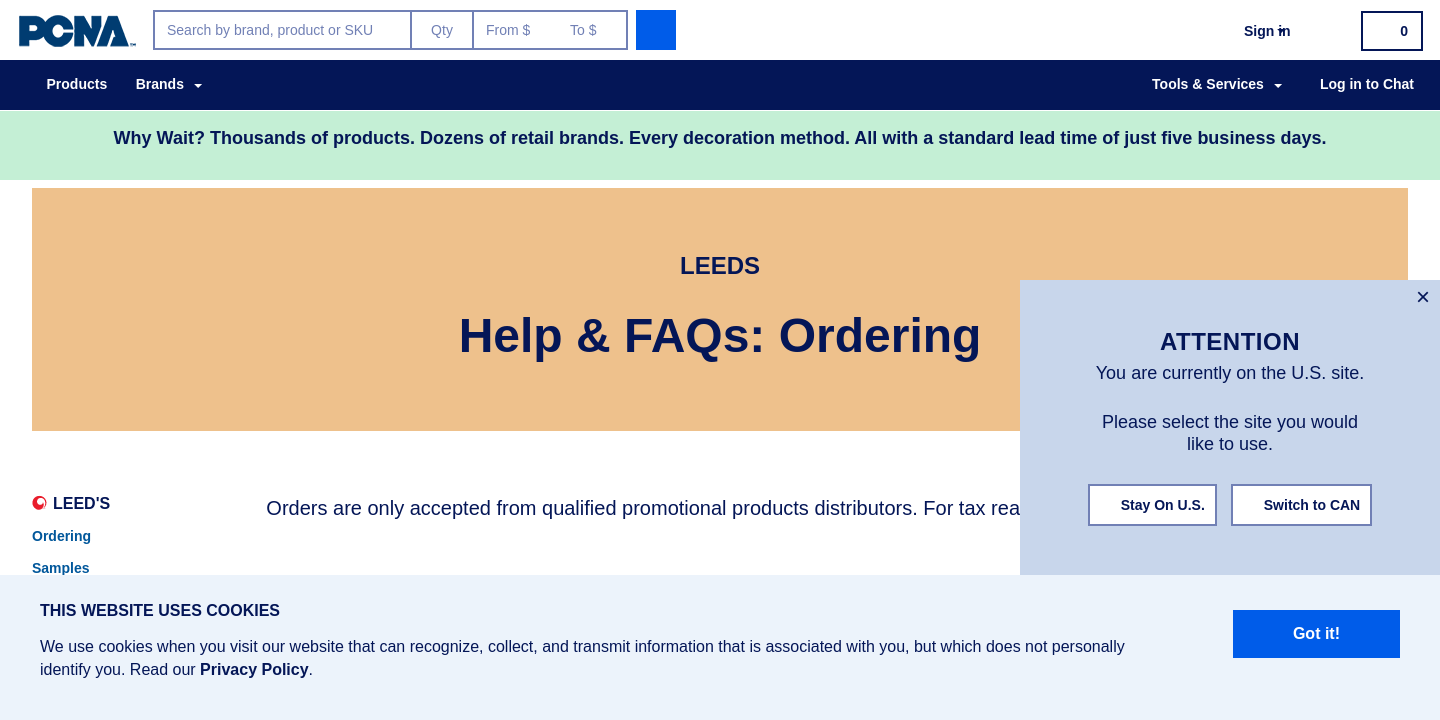 PCNA™
Search by brand, product or SKU
Qty
From $
To $
Sign in
0
Products
Brands
Tools & Services
Log in to Chat
Why Wait? Thousands of products. Dozens of retail brands. Every decoration method. All with a standard lead time of just five business days.
LEEDS
Help & FAQs: Ordering
×
ATTENTION
You are currently on the U.S. site.
Please select the site you would
like to use.
Stay On U.S.
Switch to CAN
LEED'S
Ordering
Samples
Orders are only accepted from qualified promotional products distributors. For tax rea
THIS WEBSITE USES COOKIES
We use cookies when you visit our website that can recognize, collect, and transmit information that is associated with you, but which does not personally
identify you. Read our Privacy Policy.
Got it!